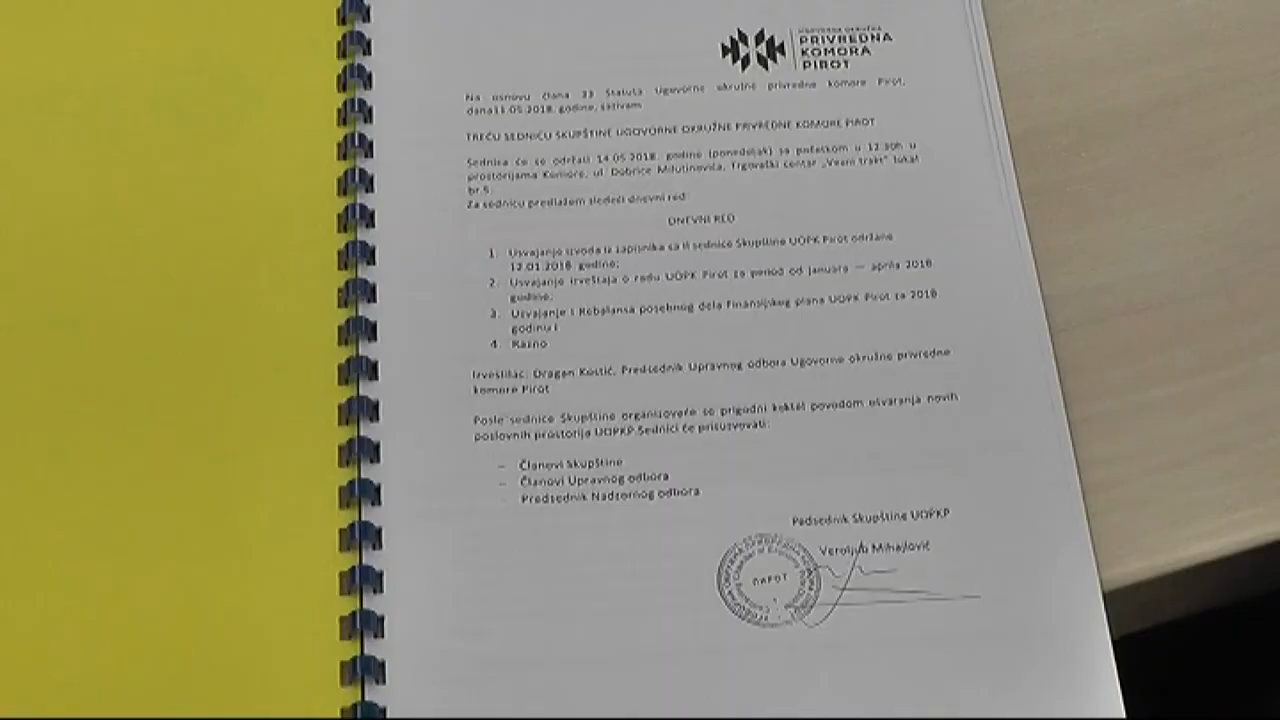 UGOVORNA OKRUŽNA
PRIVREDNA
KOMORA
PIROT
Na osnovu člana 33 Statuta Ugovorne okružne privredne komore Pirot,
dana 11.05.2018. godine, sazivam
TREĆU SEDNICU SKUPŠTINE UGOVORNE OKRUŽNE PRIVREDNE KOMORE PIROT
Sednica će se održati 14.05.2018. godine (ponedeljak) sa početkom u 12.30h u
prostorijama Komore, ul. Dobrice Milutinovića, Trgovački centar „ trakt" lokal
br.5.
Za sednicu predlažem sledeći dnevni red:
DNEVNI RED
1. Usvajanje izvoda iz zapisnika sa II sednice Skupštine UOPK Pirot održane
12.01.2018. godine;
2. Usvajanje izveštaja o radu UOPK Pirot za period od januara — aprila 2018.
godine;
3. Usvajanje I Rebalansa posebnog dela Finansijskog plana UOPK Pirot za 2018
godinu i
4. Razno
Izvestilac: Dragan Kostić, Predsednik Upravnog odbora Ugovorne okružne privredne
komore Pirot
Posle sednice Skupštine organizovaće se prigodni koktel povodom otvaranja novih
poslovnih prostorija UOPKP.Sednici će prisustvovati:
– Članovi Skupštine
– Članovi Upravnog odbora
- Predsednik Nadzornog odbora
Padsednik Skupštine UOPKP
Veroljub Mihajlović
ПИРОТ